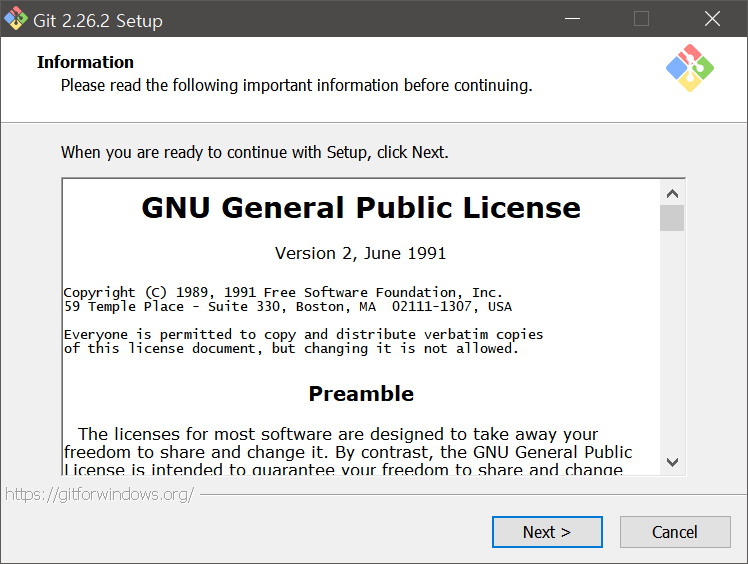 Git 2.26.2 Setup
Information
Please read the following important information before continuing.
When you are ready to continue with Setup, click Next.
GNU General Public License
Version 2, June 1991
Copyright (C) 1989, 1991 Free Software Foundation, Inc.
59 Temple Place - Suite 330, Boston, MA  02111-1307, USA
Everyone is permitted to copy and distribute verbatim copies
of this license document, but changing it is not allowed.
Preamble
The licenses for most software are designed to take away your
freedom to share and change it. By contrast, the GNU General Public
License is intended to guarantee your freedom to share and change
https://gitforwindows.org/
Next >
Cancel